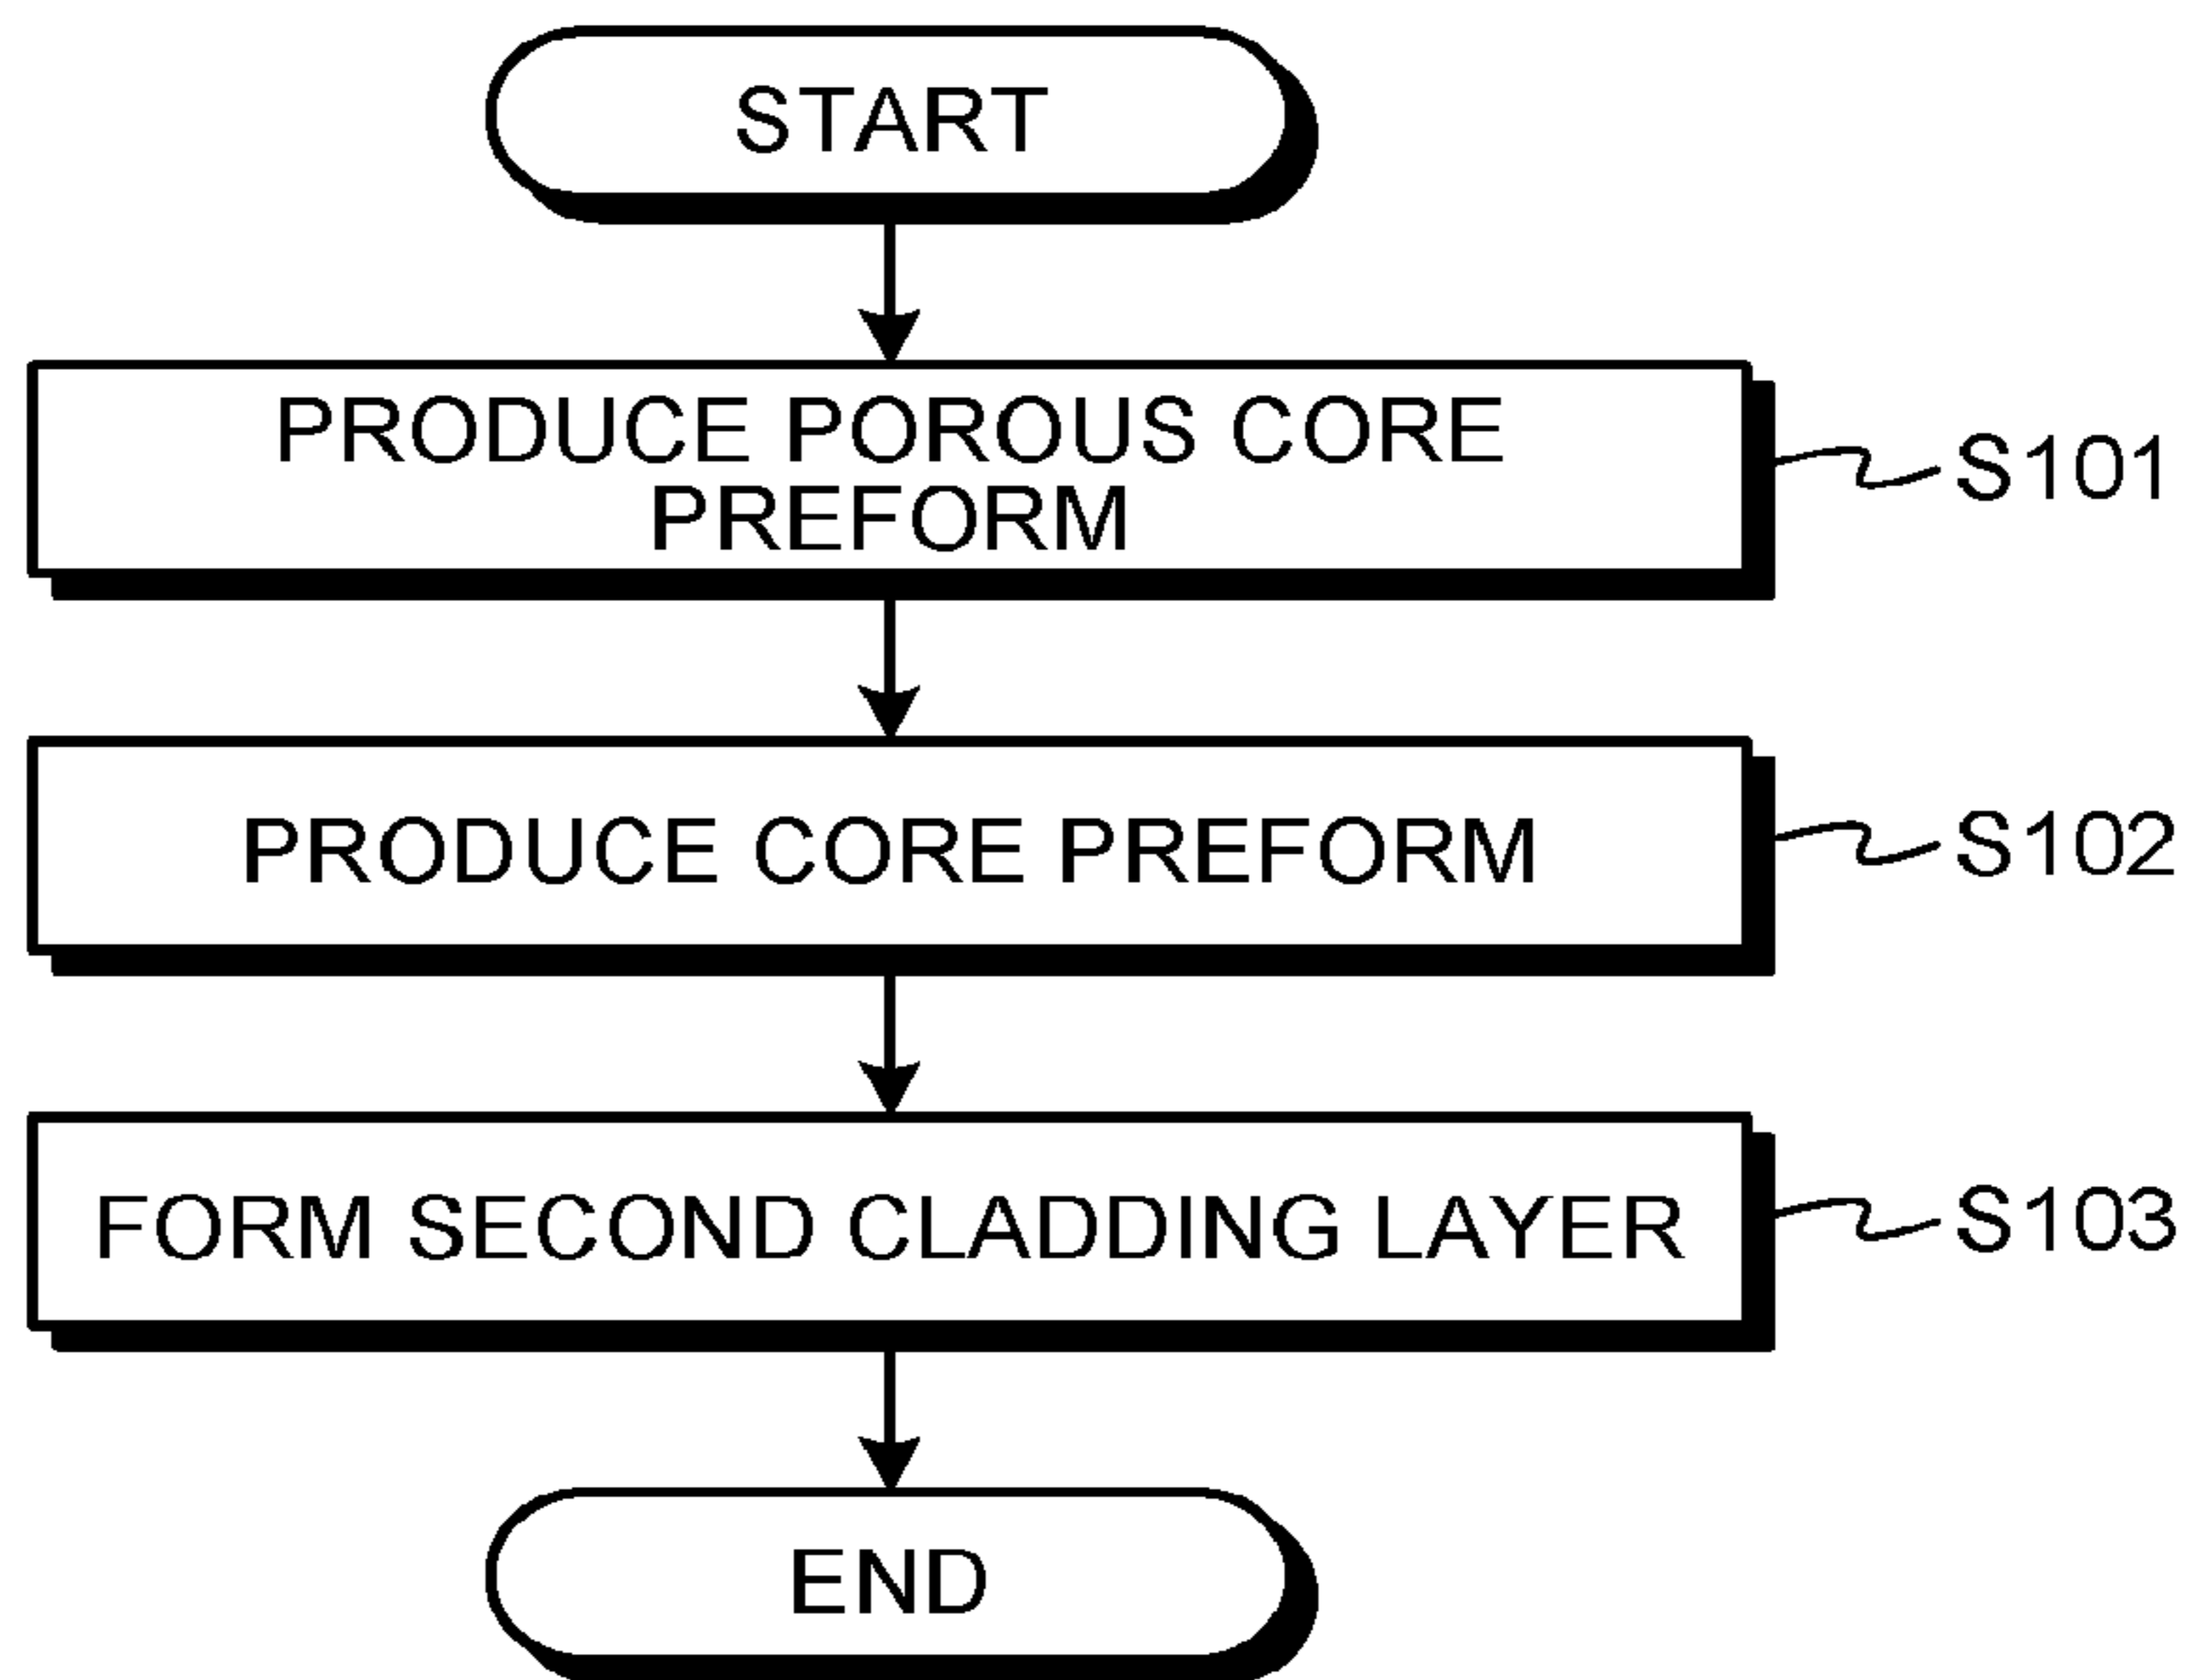 START
PRODUCE POROUS CORE
PREFORM
S101
PRODUCE CORE PREFORM
S102
FORM SECOND CLADDING LAYER
S103
END